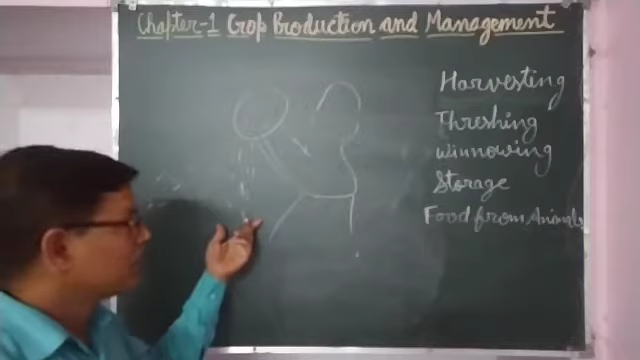 Chapter-1 Crop Production and Management
Harvesting
Threshing
Winnowing
Storage
Food from Animals